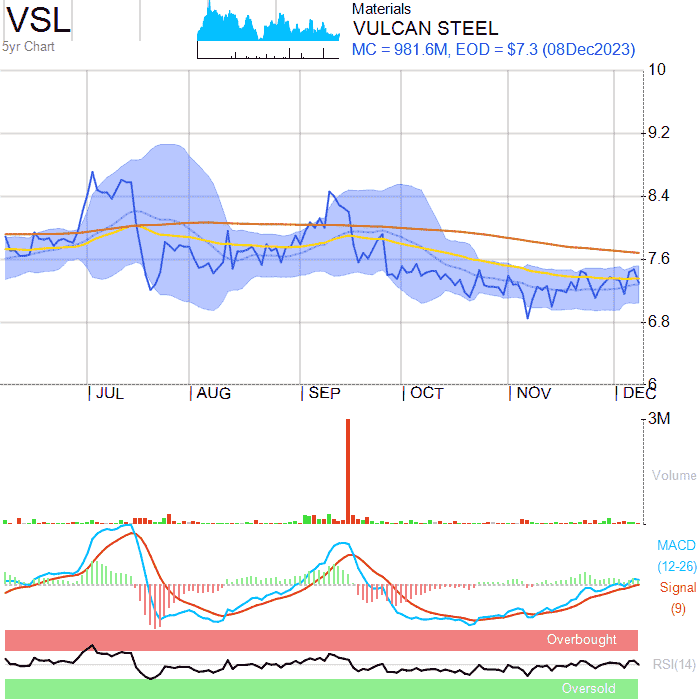 VSL
5yr Chart
Materials
VULCAN STEEL
MC = 981.6M, EOD = $7.3 (08Dec2023)
10
9.2
8.4
7.6
6.8
6
JUL AUG SEP OCT NOV DEC
3M
Volume
MACD
(12-26)
Signal
(9)
Overbought
RSI(14)
Oversold